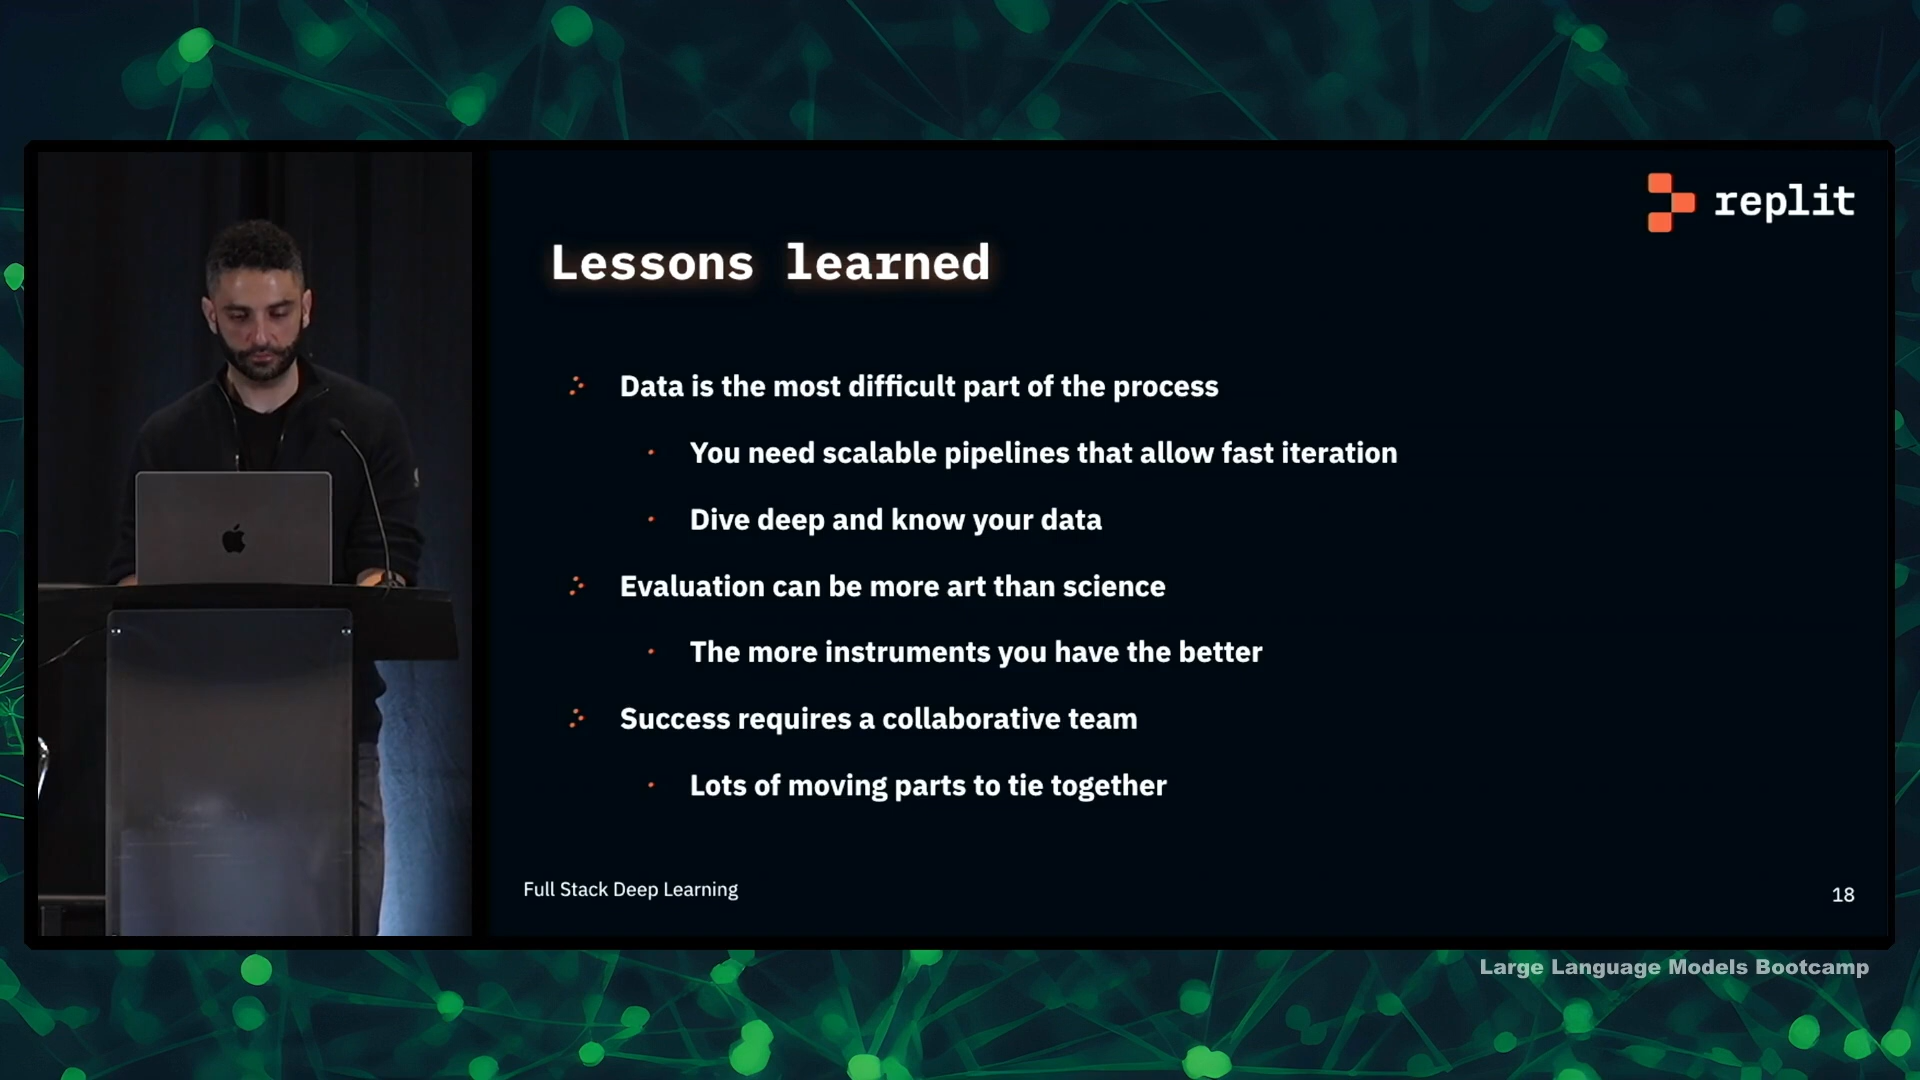 replit
Lessons learned
Data is the most difficult part of the process
You need scalable pipelines that allow fast iteration
Dive deep and know your data
Evaluation can be more art than science
The more instruments you have the better
Success requires a collaborative team
Lots of moving parts to tie together
Full Stack Deep Learning
18
Large Language Models Bootcamp